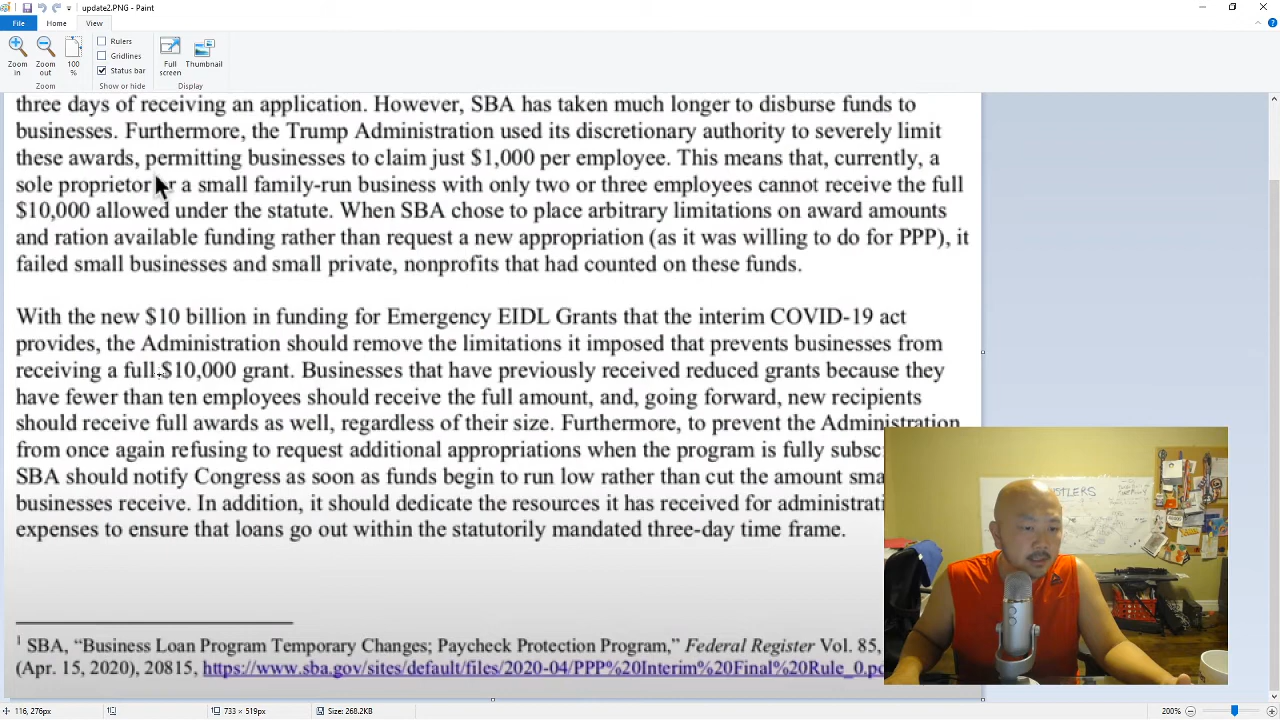 update2.PNG - Paint
File Home View
Zoom in
Zoom out
100 %
Rulers
Gridlines
Status bar
Full screen
Thumbnail
Zoom
Show or hide
Display
three days of receiving an application. However, SBA has taken much longer to disburse funds to
businesses. Furthermore, the Trump Administration used its discretionary authority to severely limit
these awards, permitting businesses to claim just $1,000 per employee. This means that, currently, a
sole proprietor or a small family-run business with only two or three employees cannot receive the full
$10,000 allowed under the statute. When SBA chose to place arbitrary limitations on award amounts
and ration available funding rather than request a new appropriation (as it was willing to do for PPP), it
failed small businesses and small private, nonprofits that had counted on these funds.
With the new $10 billion in funding for Emergency EIDL Grants that the interim COVID-19 act
provides, the Administration should remove the limitations it imposed that prevents businesses from
receiving a full $10,000 grant. Businesses that have previously received reduced grants because they
have fewer than ten employees should receive the full amount, and, going forward, new recipients
should receive full awards as well, regardless of their size. Furthermore, to prevent the Administration
from once again refusing to request additional appropriations when the program is fully subsc
SBA should notify Congress as soon as funds begin to run low rather than cut the amount sma
businesses receive. In addition, it should dedicate the resources it has received for administrati
expenses to ensure that loans go out within the statutorily mandated three-day time frame.
1 SBA, “Business Loan Program Temporary Changes; Paycheck Protection Program,” Federal Register Vol. 85,
(Apr. 15, 2020), 20815, https://www.sba.gov/sites/default/files/2020-04/PPP%20Interim%20Final%20Rule_0.pd
116, 276px
733 × 519px
Size: 268.2KB
200%